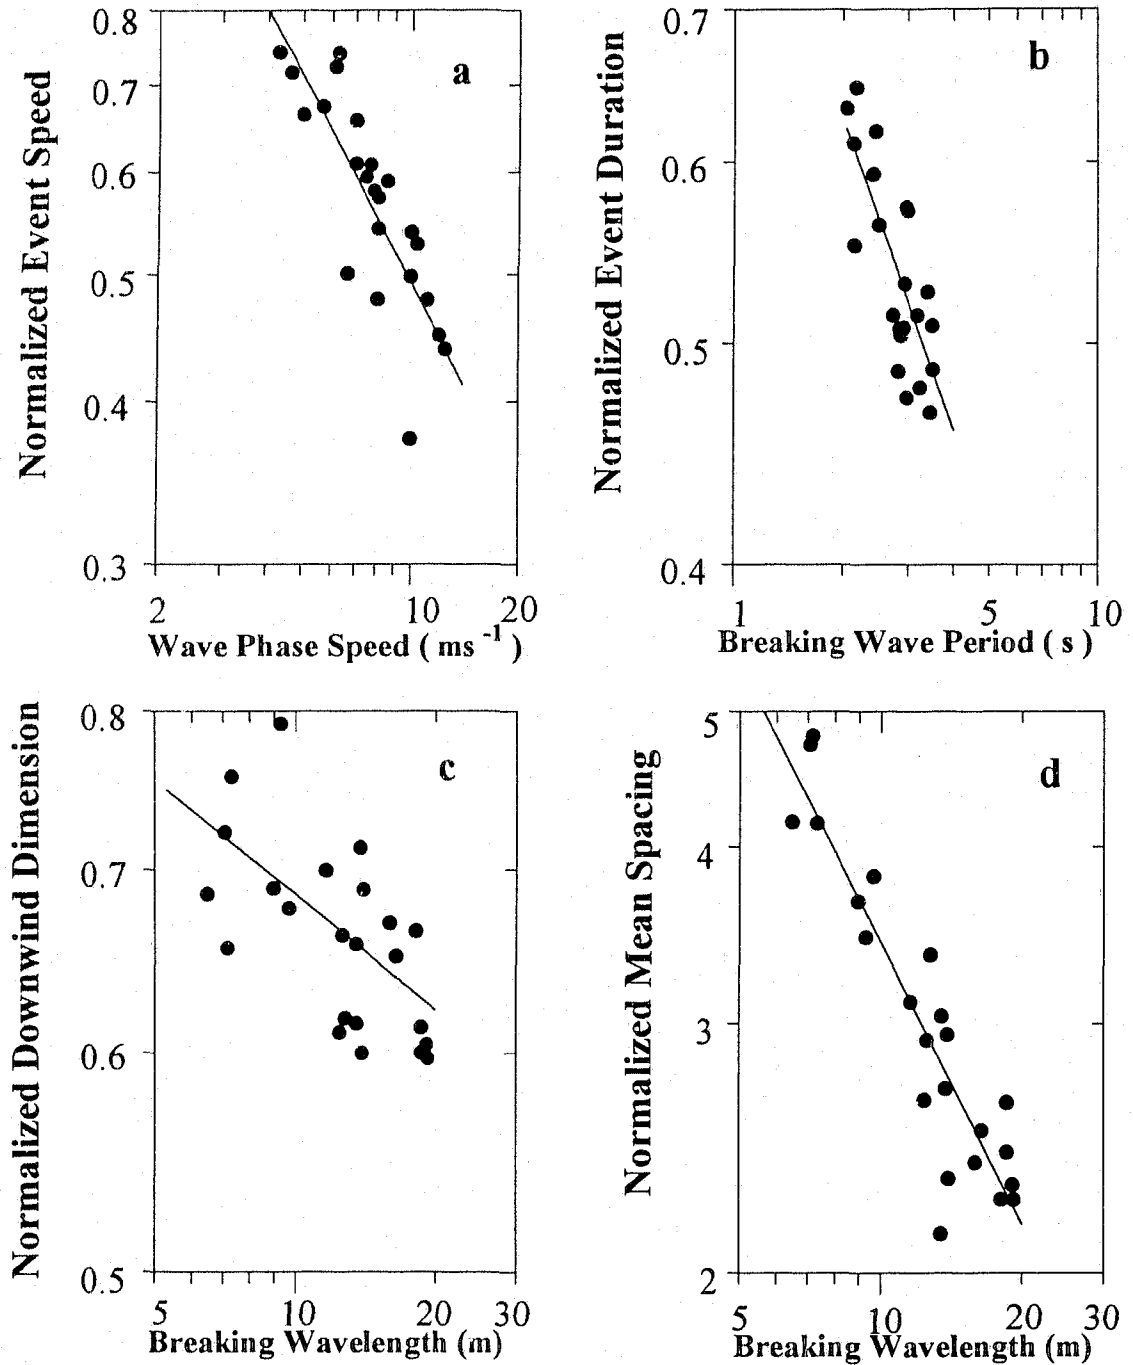 0.8
0.7
0.6
0.5
0.4
0.3
Normalized Event Speed
a
2
10
20
Wave Phase Speed ( ms -1 )
0.7
0.6
0.5
0.4
Normalized Event Duration
b
1
5
10
Breaking Wave Period ( s )
0.8
0.7
0.6
0.5
Normalized Downwind Dimension
c
5
10
20
30
Breaking Wavelength (m)
5
4
3
2
Normalized Mean Spacing
d
5
10
20
30
Breaking Wavelength (m)